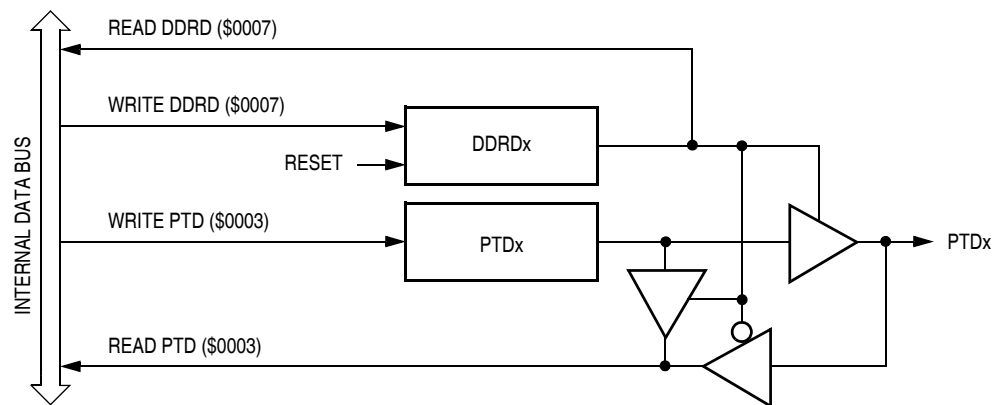 READ DDRD ($0007)
WRITE DDRD ($0007)
DDRDx
RESET
INTERNAL DATA BUS
WRITE PTD ($0003)
PTDx
PTDx
READ PTD ($0003)